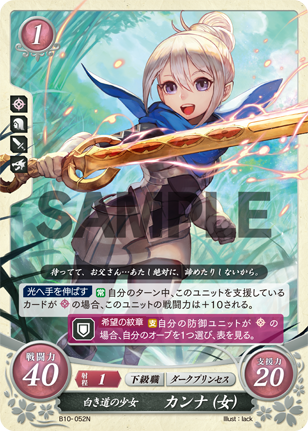 1
SAMPLE
待ってて、お父さん…あたし絶対に、諦めたりしないから。
光へ手を伸ばす 常 自分のターン中、このユニットを支援している
カードが の場合、このユニットの戦闘力は+10される。
希望の紋章 支 自分の防御ユニットが の
場合、自分のオーブを1つ選び、表を見る。
戦闘力
40
射程 1
下級職
ダークプリンセス
支援力
20
白き道の少女 カンナ(女)
B10-052N
Illust : lack